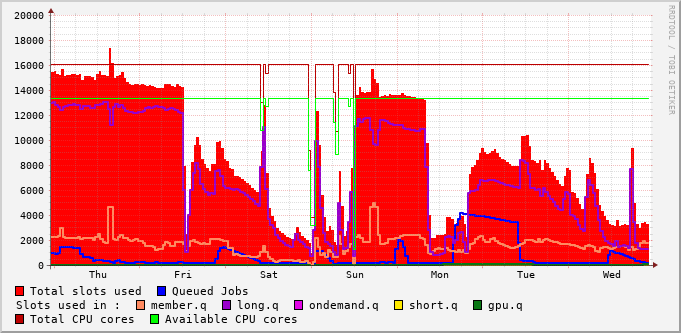 20000
18000
16000
14000
12000
10000
8000
6000
4000
2000
0
Thu Fri Sat Sun Mon Tue Wed
RRDTOOL / TOBI OETIKER
Total slots used Queued Jobs
Slots used in : member.q long.q ondemand.q short.q gpu.q
Total CPU cores Available CPU cores